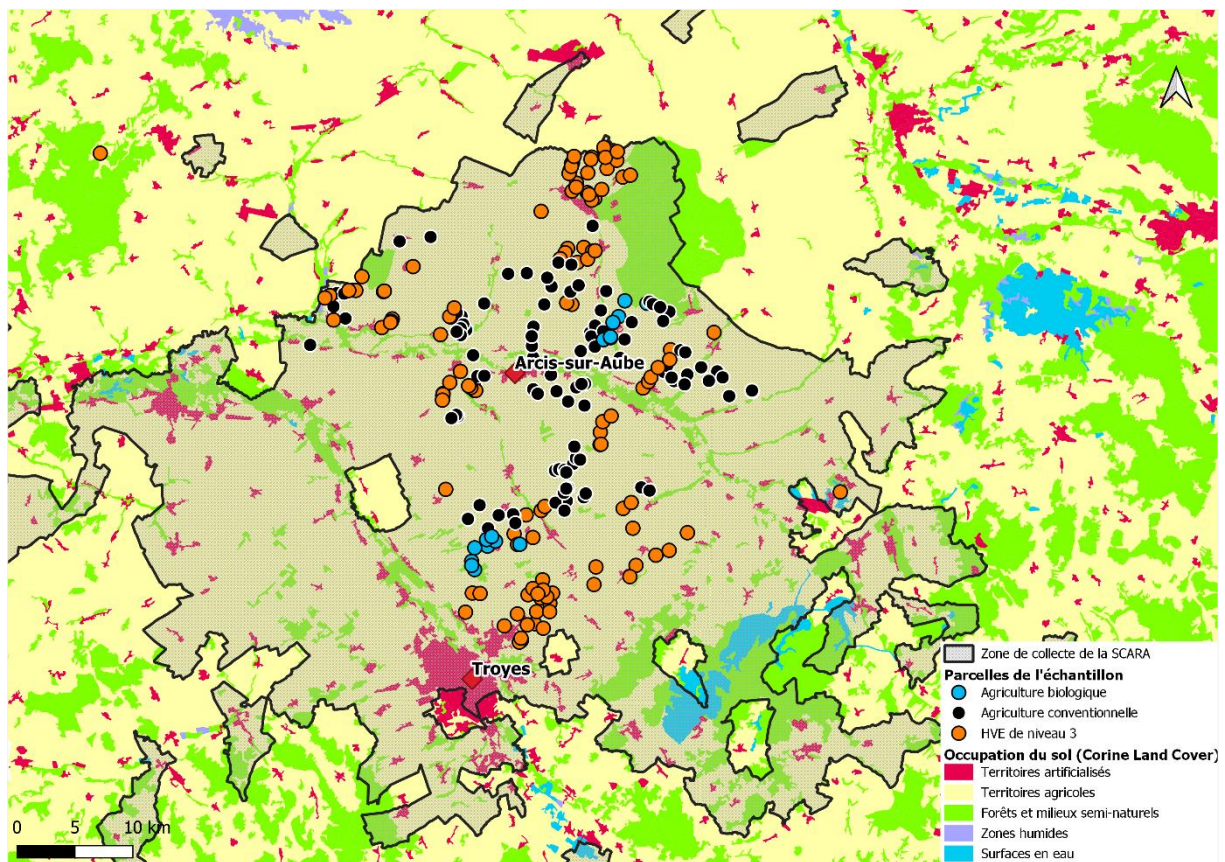 Arcis-sur-Aube
Troyes
Zone de collecte de la SCARA
Parcelles de l'échantillon
Agriculture biologique
Agriculture conventionnelle
HVE de niveau 3
Occupation du sol (Corine Land Cover)
Territoires artificialisés
Territoires agricoles
Forêts et milieux semi-naturels
Zones humides
Surfaces en eau
0 5 10 km